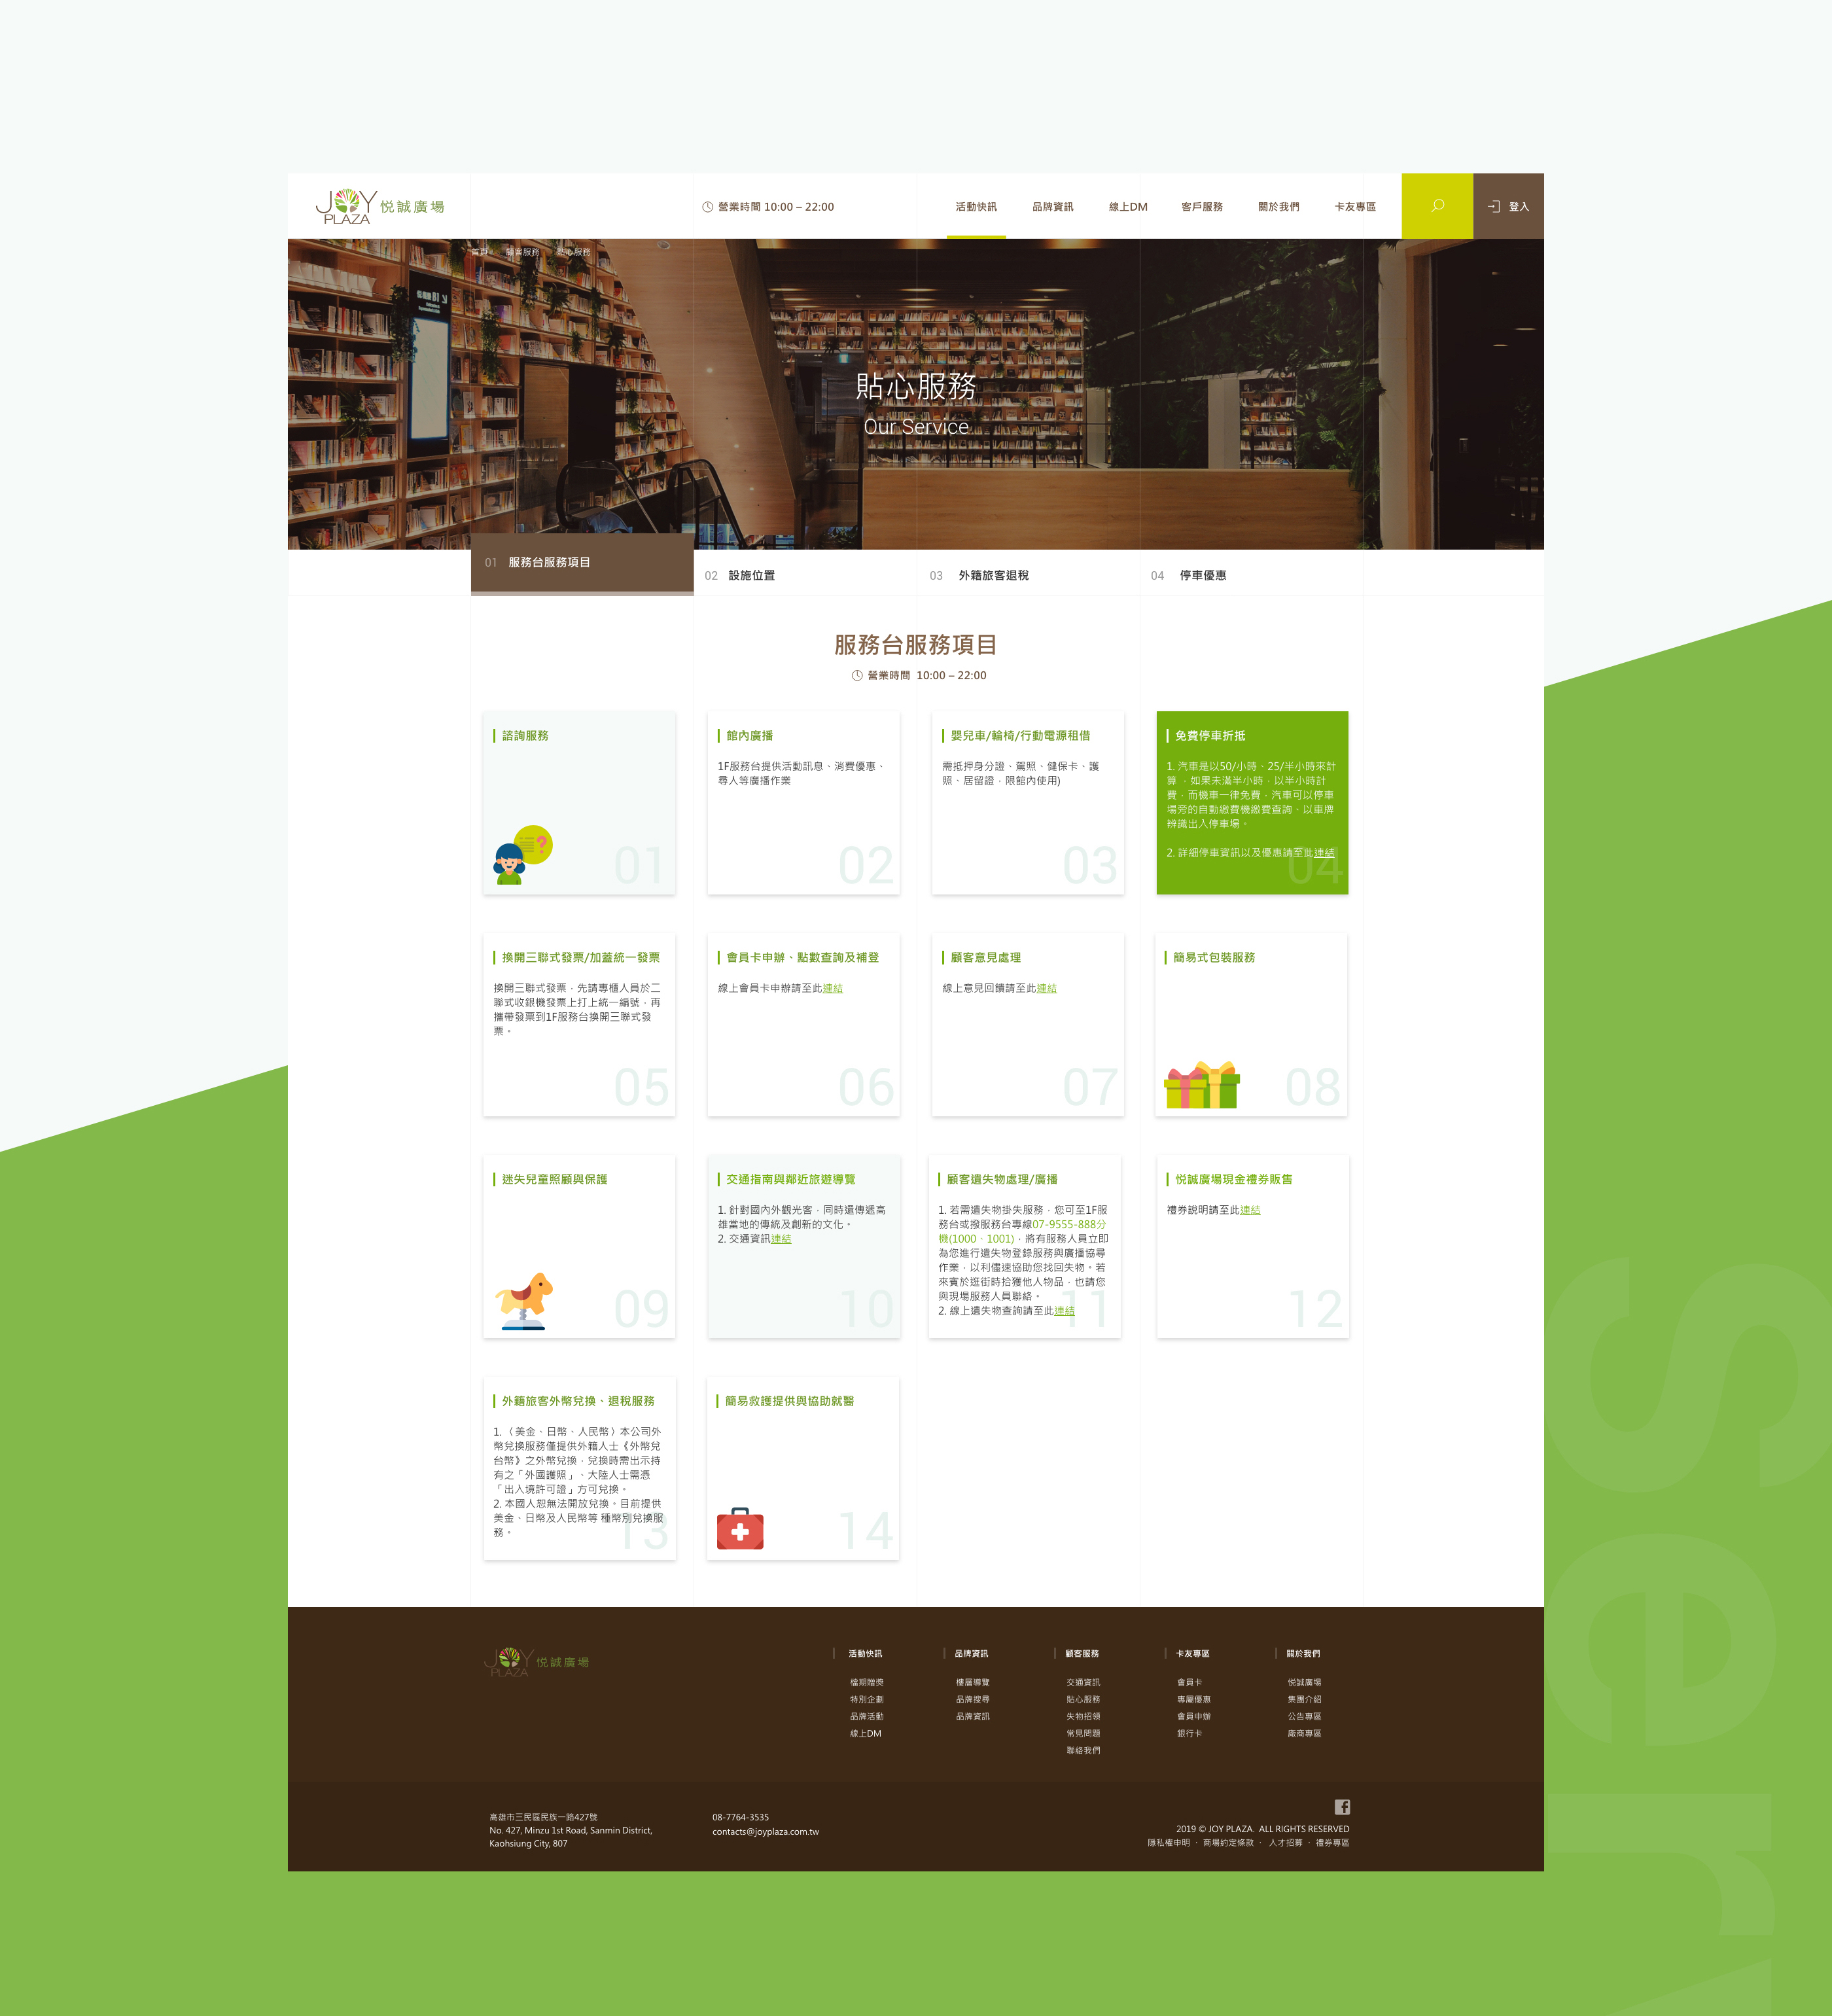 JOY PLAZA 悅誠廣場
營業時間 10:00 – 22:00
活動快訊 品牌資訊 線上DM 客戶服務 關於我們 卡友專區
登入
首頁 顧客服務 貼心服務
貼心服務
Our Service
01 服務台服務項目
02 設施位置
03 外籍旅客退稅
04 停車優惠
服務台服務項目
營業時間 10:00 – 22:00
諮詢服務
01
館內廣播
1F服務台提供活動訊息、消費優惠、
尋人等廣播作業
02
嬰兒車/輪椅/行動電源租借
需抵押身分證、駕照、健保卡、護
照、居留證，限館內使用)
03
免費停車折抵
1. 汽車是以50/小時、25/半小時來計
算 ，如果未滿半小時，以半小時計
費，而機車一律免費，汽車可以停車
場旁的自動繳費機繳費查詢、以車牌
辨識出入停車場。
2. 詳細停車資訊以及優惠請至此連結
04
換開三聯式發票/加蓋統一發票
換開三聯式發票，先請專櫃人員於二
聯式收銀機發票上打上統一編號，再
攜帶發票到1F服務台換開三聯式發
票。
05
會員卡申辦、點數查詢及補登
線上會員卡申辦請至此連結
06
顧客意見處理
線上意見回饋請至此連結
07
簡易式包裝服務
08
迷失兒童照顧與保護
09
交通指南與鄰近旅遊導覽
1. 針對國內外觀光客，同時還傳遞高
雄當地的傳統及創新的文化。
2. 交通資訊連結
10
顧客遺失物處理/廣播
1. 若需遺失物掛失服務，您可至1F服
務台或撥服務台專線07-9555-888分
機(1000、1001)，將有服務人員立即
為您進行遺失物登錄服務與廣播協尋
作業，以利儘速協助您找回失物。若
來賓於逛街時拾獲他人物品，也請您
與現場服務人員聯絡。
2. 線上遺失物查詢請至此連結
11
悅誠廣場現金禮券販售
禮券說明請至此連結
12
外籍旅客外幣兌換、退稅服務
1.（美金、日幣、人民幣）本公司外
幣兌換服務僅提供外籍人士《外幣兌
台幣》之外幣兌換，兌換時需出示持
有之「外國護照」、大陸人士需憑
「出入境許可證」方可兌換。
2. 本國人恕無法開放兌換。目前提供
美金、日幣及人民幣等 種幣別兌換服
務。
13
簡易救護提供與協助就醫
14
JOY PLAZA 悅誠廣場
活動快訊
檔期贈獎
特別企劃
品牌活動
線上DM
品牌資訊
樓層導覽
品牌搜尋
品牌資訊
顧客服務
交通資訊
貼心服務
失物招領
常見問題
聯絡我們
卡友專區
會員卡
專屬優惠
會員申辦
銀行卡
關於我們
悅誠廣場
集團介紹
公告專區
廠商專區
高雄市三民區民族一路427號
No. 427, Minzu 1st Road, Sanmin District,
Kaohsiung City, 807
08-7764-3535
contacts@joyplaza.com.tw
2019 © JOY PLAZA. ALL RIGHTS RESERVED
隱私權申明 · 商場約定條款 · 人才招募 · 禮券專區